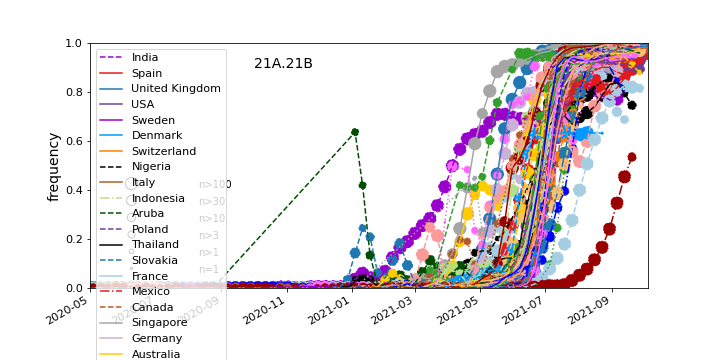 21A.21B
frequency
1.0
0.8
0.6
0.4
0.2
0.0
India
Spain
United Kingdom
USA
Sweden
Denmark
Switzerland
Nigeria
Italy
Indonesia
Aruba
Poland
Thailand
Slovakia
France
Mexico
Canada
Singapore
Germany
Australia
n>100
n>30
n>10
n>3
n>1
n=1
2020-05
2020-09
2020-11
2021-01
2021-03
2021-05
2021-07
2021-09